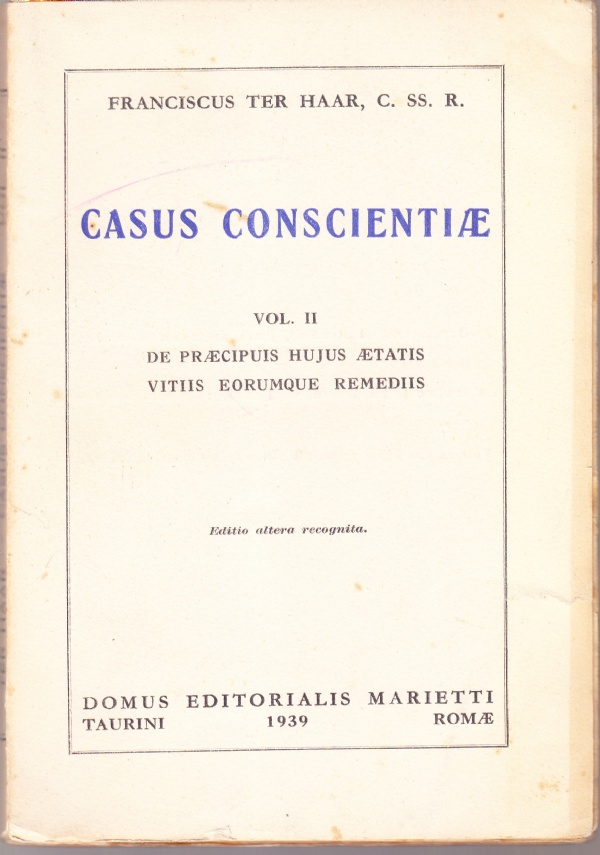 FRANCISCUS TER HAAR, C. SS. R.
CASUS CONSCIENTIÆ
VOL. II
DE PRÆCIPUIS HUJUS ÆTATIS
VITIIS EORUMQUE REMEDIIS
Editio altera recognita.
DOMUS EDITORIALIS MARIETTI
TAURINI 1939 ROMÆ